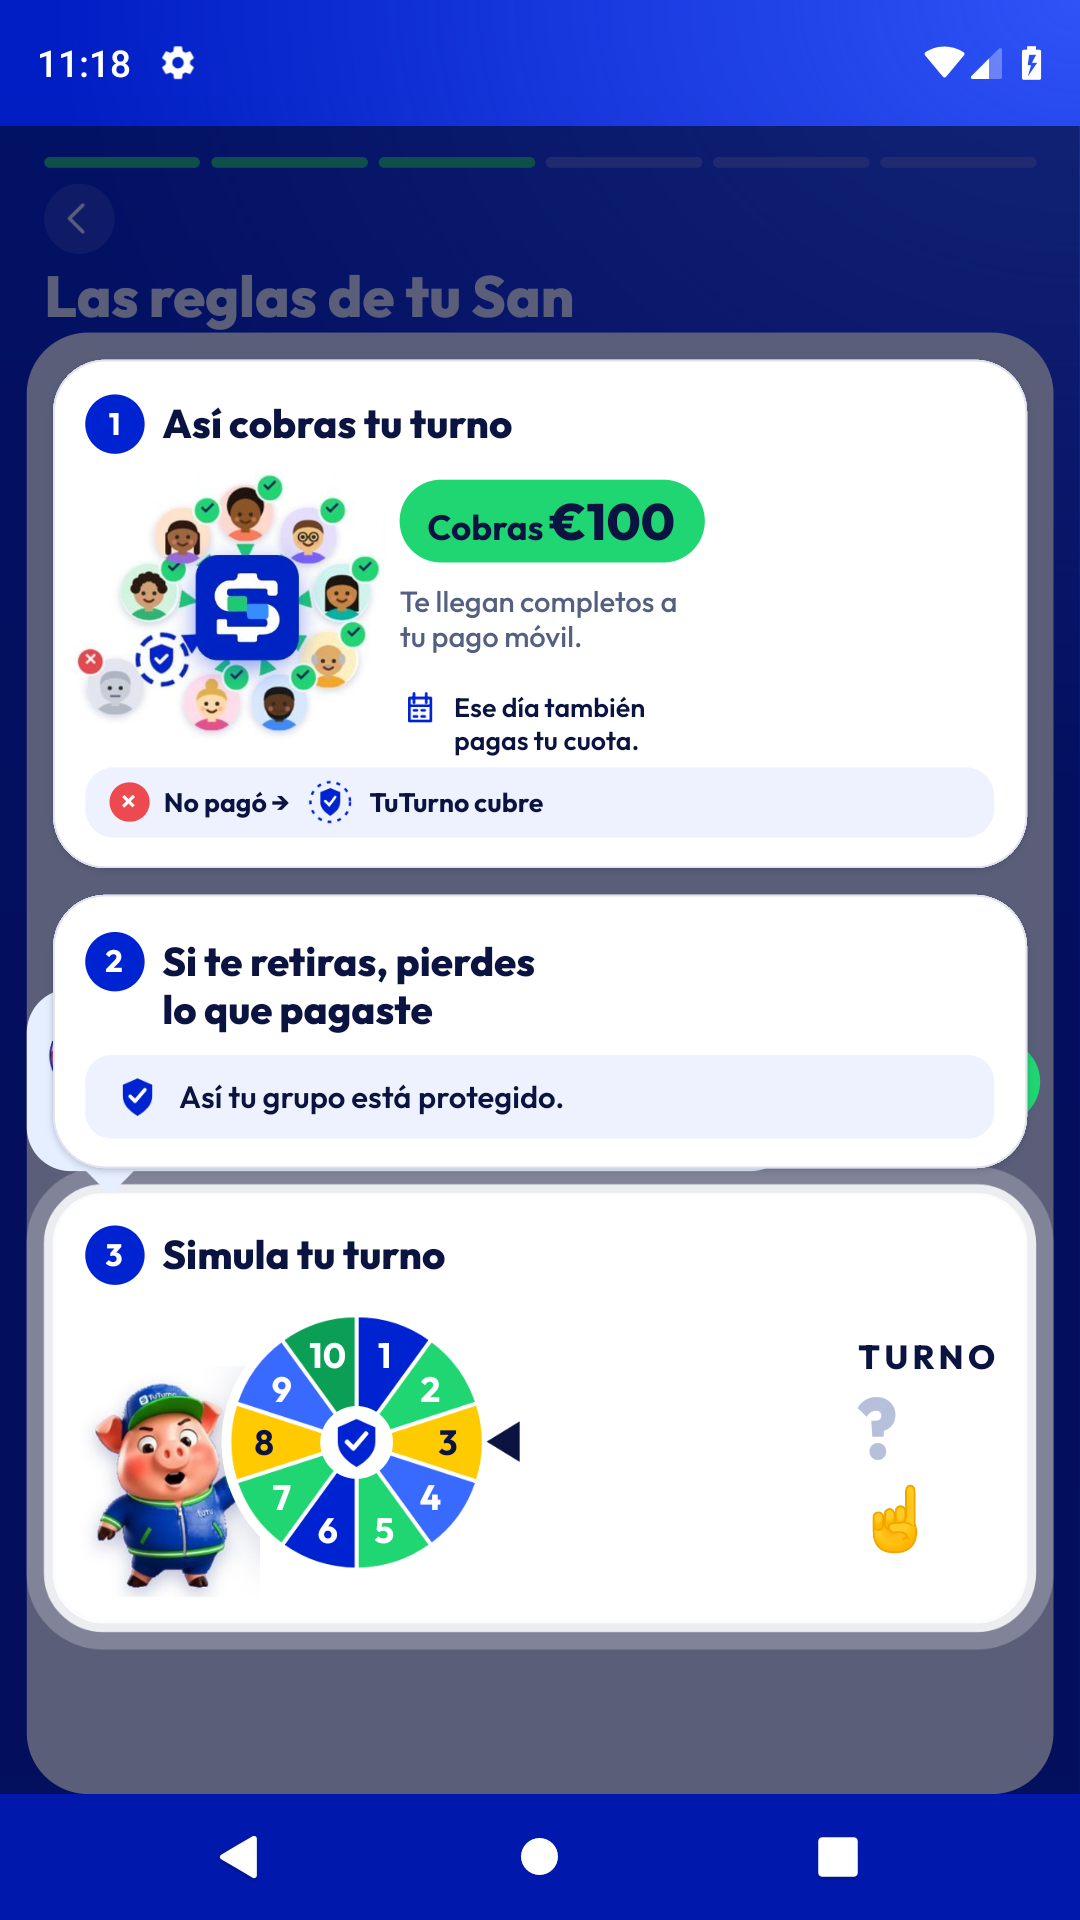 11:18
Las reglas de tu San
1 Así cobras tu turno
Cobras €100
Te llegan completos a
tu pago móvil.
Ese día también
pagas tu cuota.
No pagó → TuTurno cubre
2 Si te retiras, pierdes
lo que pagaste
Así tu grupo está protegido.
3 Simula tu turno
10 1
9 2
8 3
7 4
6 5
TURNO
?